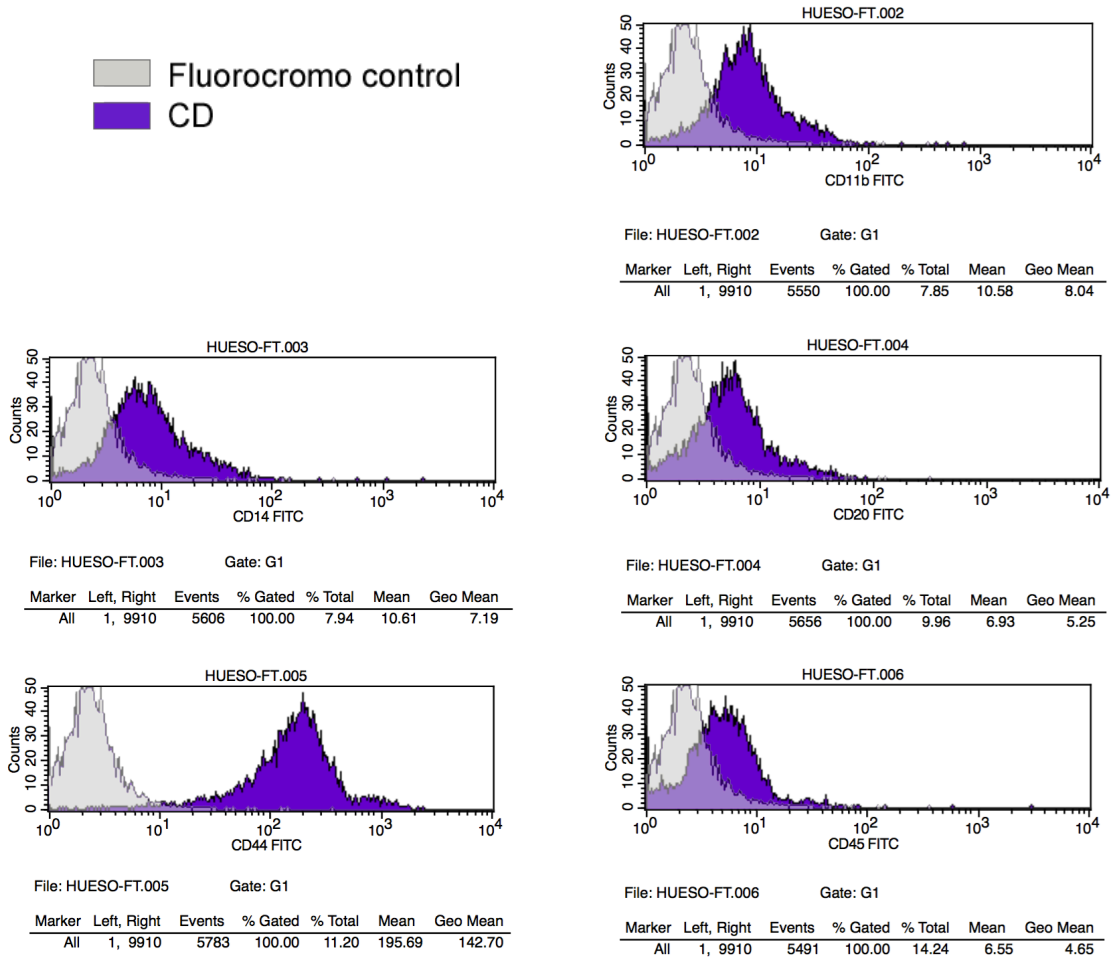 Fluorocromo control
CD
HUESO-FT.002
Counts
0 10 20 30 40 50
10^0 10^1 10^2 10^3 10^4
CD11b FITC
File: HUESO-FT.002 Gate: G1
Marker Left, Right Events % Gated % Total Mean Geo Mean
All 1, 9910 5550 100.00 7.85 10.58 8.04
HUESO-FT.003
Counts
0 10 20 30 40 50
10^0 10^1 10^2 10^3 10^4
CD14 FITC
File: HUESO-FT.003 Gate: G1
Marker Left, Right Events % Gated % Total Mean Geo Mean
All 1, 9910 5606 100.00 7.94 10.61 7.19
HUESO-FT.004
Counts
0 10 20 30 40 50
10^0 10^1 10^2 10^3 10^4
CD20 FITC
File: HUESO-FT.004 Gate: G1
Marker Left, Right Events % Gated % Total Mean Geo Mean
All 1, 9910 5656 100.00 9.96 6.93 5.25
HUESO-FT.005
Counts
0 10 20 30 40 50
10^0 10^1 10^2 10^3 10^4
CD44 FITC
File: HUESO-FT.005 Gate: G1
Marker Left, Right Events % Gated % Total Mean Geo Mean
All 1, 9910 5783 100.00 11.20 195.69 142.70
HUESO-FT.006
Counts
0 10 20 30 40 50
10^0 10^1 10^2 10^3 10^4
CD45 FITC
File: HUESO-FT.006 Gate: G1
Marker Left, Right Events % Gated % Total Mean Geo Mean
All 1, 9910 5491 100.00 14.24 6.55 4.65